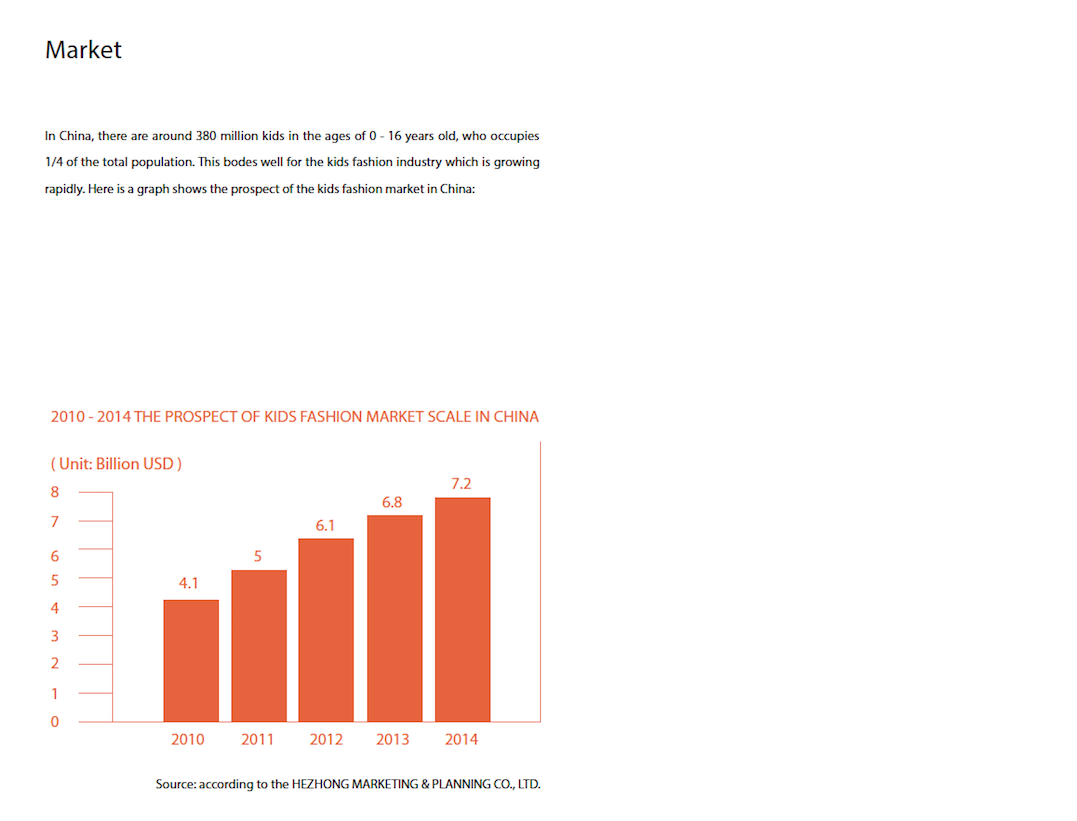 Market
In China, there are around 380 million kids in the ages of 0 - 16 years old, who occupies
1/4 of the total population. This bodes well for the kids fashion industry which is growing
rapidly. Here is a graph shows the prospect of the kids fashion market in China:
2010 - 2014 THE PROSPECT OF KIDS FASHION MARKET SCALE IN CHINA
( Unit: Billion USD )
8
7
6
5
4
3
2
1
0
4.1
5
6.1
6.8
7.2
2010 2011 2012 2013 2014
Source: according to the HEZHONG MARKETING & PLANNING CO., LTD.